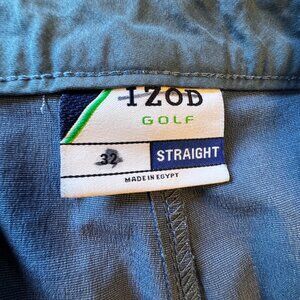 IZOD
GOLF
32 STRAIGHT
MADE IN EGYPT